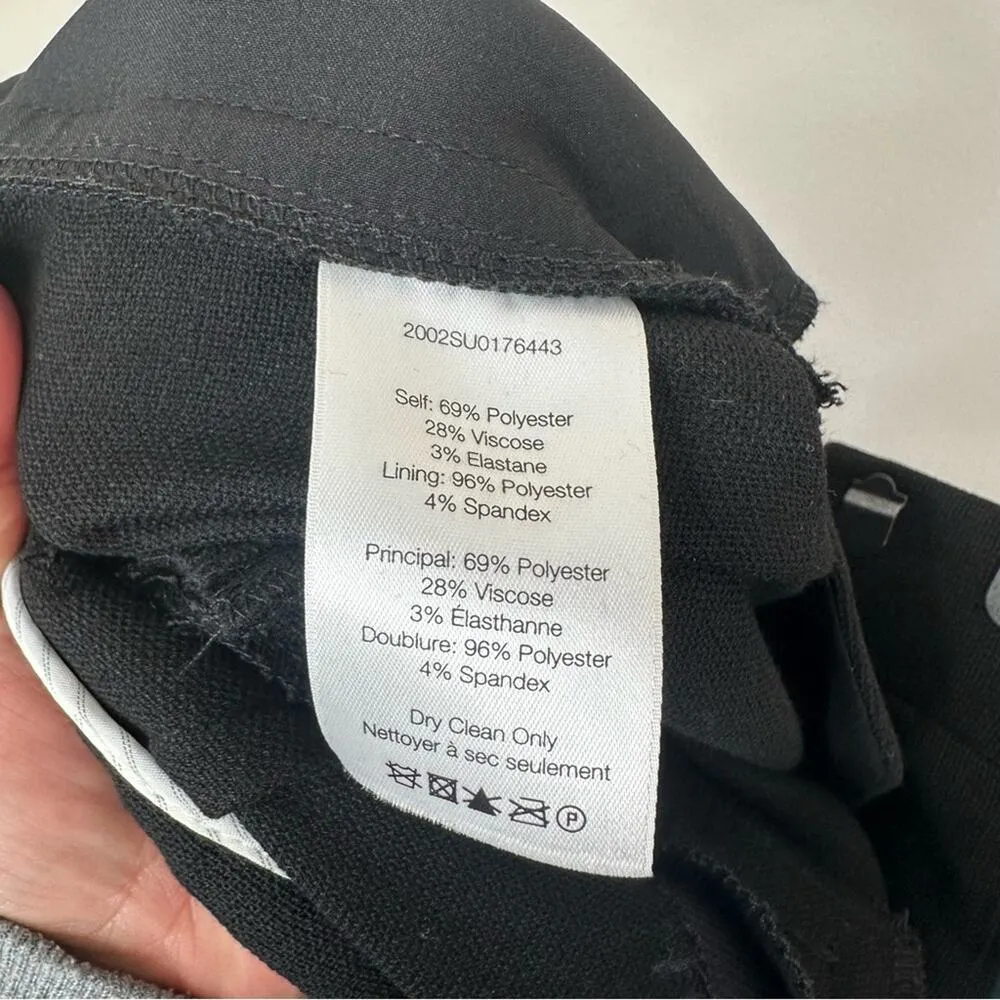 2002SU0176443
Self: 69% Polyester
28% Viscose
3% Elastane
Lining: 96% Polyester
4% Spandex
Principal: 69% Polyester
28% Viscose
3% Élasthanne
Doublure: 96% Polyester
4% Spandex
Dry Clean Only
Nettoyer à sec seulement
P